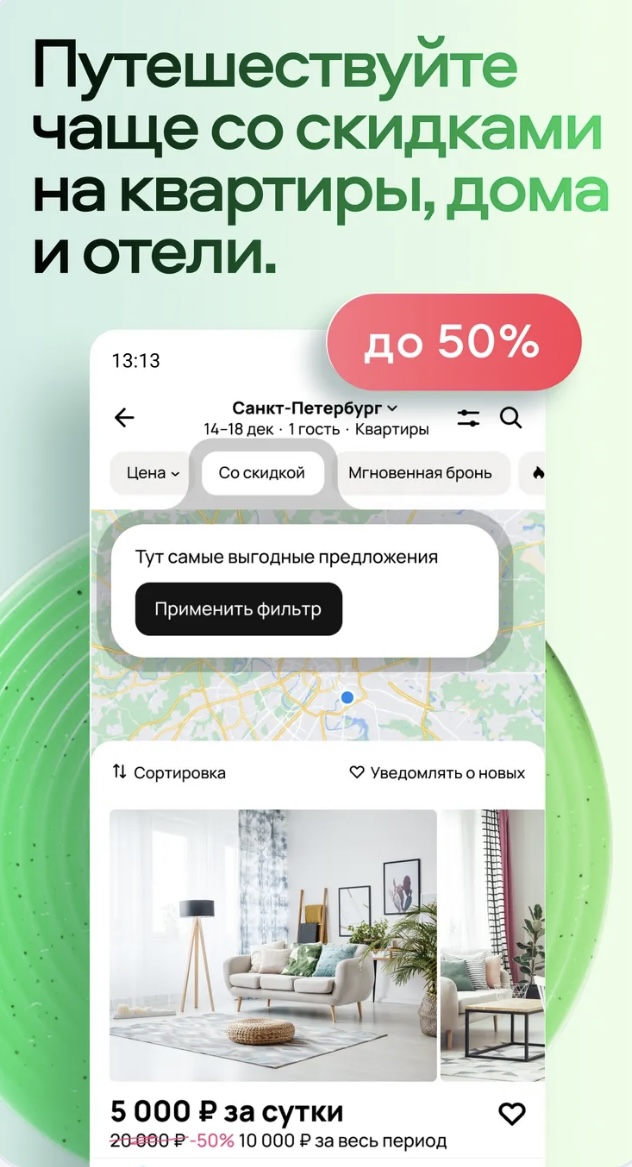 Путешествуйте
чаще со скидками
на квартиры, дома
и отели.
до 50%
13:13
Санкт-Петербург
14–18 дек · 1 гость · Квартиры
Цена Со скидкой Мгновенная бронь
Тут самые выгодные предложения
Применить фильтр
Сортировка Уведомлять о новых
5 000 ₽ за сутки
20 000 ₽ -50% 10 000 ₽ за весь период